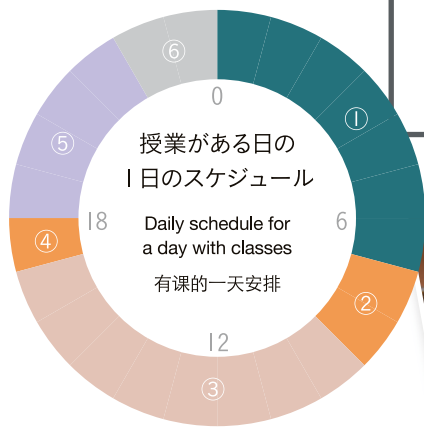 ⑥
0
①
⑤
授業がある日の
1日のスケジュール
18
6
Daily schedule for
④
a day with classes
有课的一天安排
②
12
③